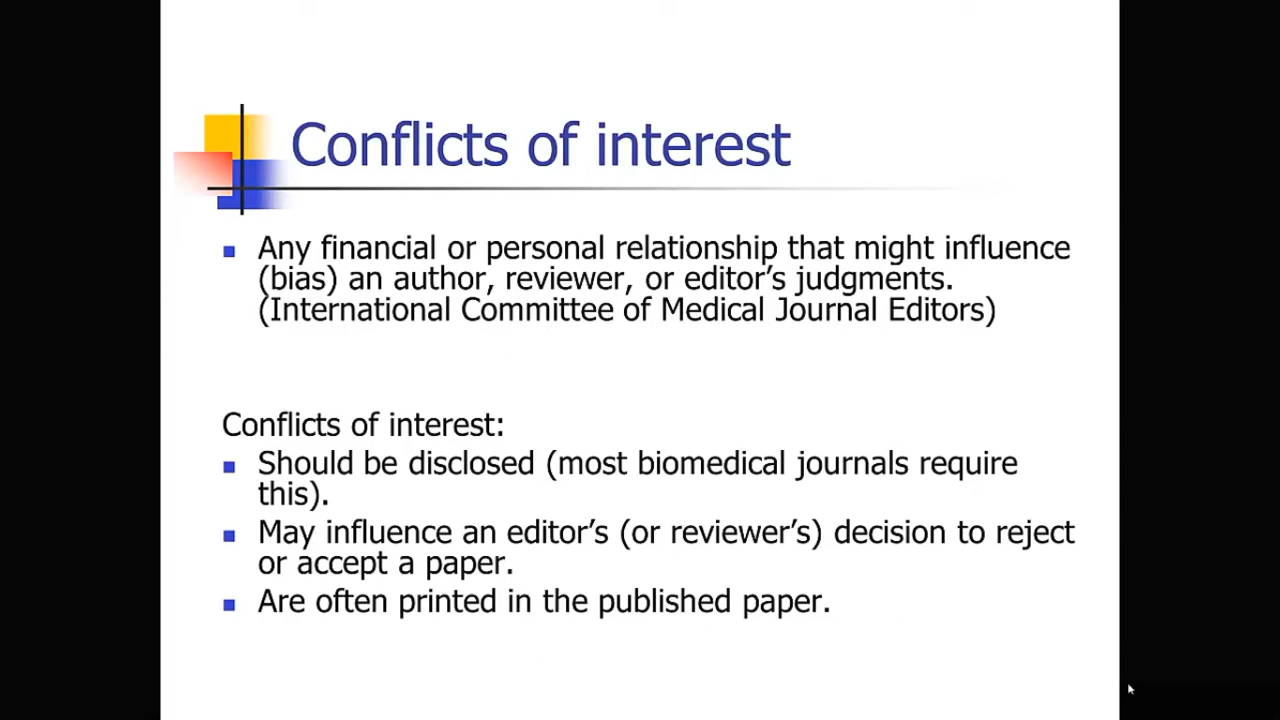 Conflicts of interest
Any financial or personal relationship that might influence
(bias) an author, reviewer, or editor’s judgments.
(International Committee of Medical Journal Editors)
Conflicts of interest:
Should be disclosed (most biomedical journals require
this).
May influence an editor’s (or reviewer’s) decision to reject
or accept a paper.
Are often printed in the published paper.